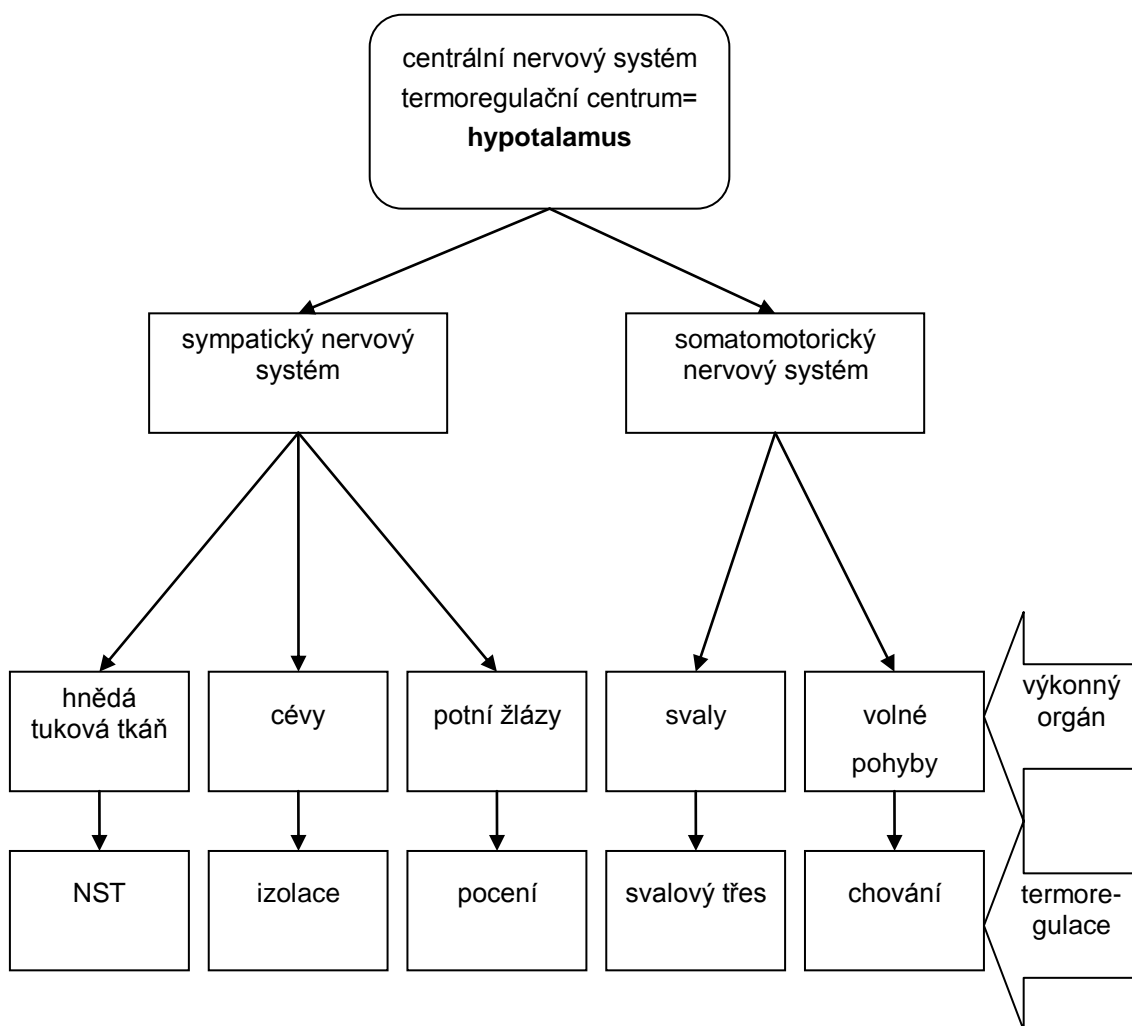 centrální nervový systém
termoregulační centrum=
hypotalamus
sympatický nervový
systém
somatomotorický
nervový systém
hnědá
tuková tkáň
cévy
potní žlázy
svaly
volné
pohyby
výkonný
orgán
NST
izolace
pocení
svalový třes
chování
termore-
gulace